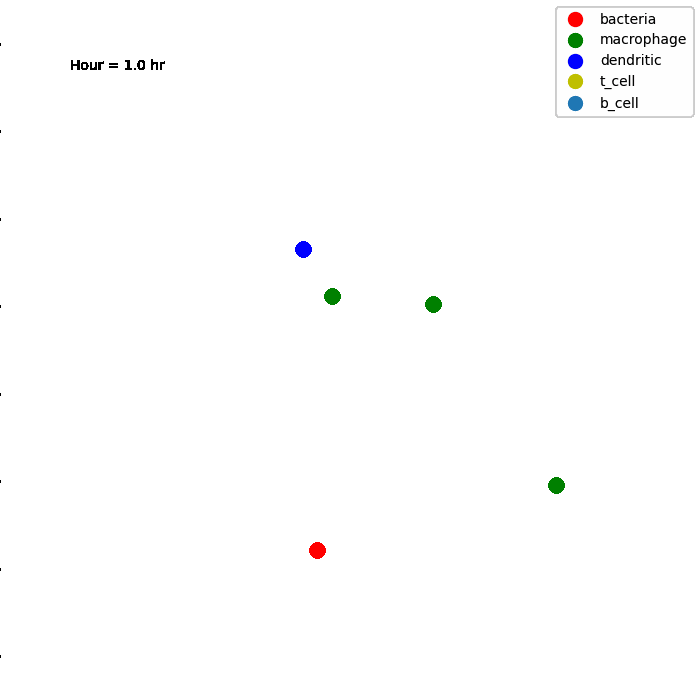 Hour = 1.0 hr
bacteria
macrophage
dendritic
t_cell
b_cell